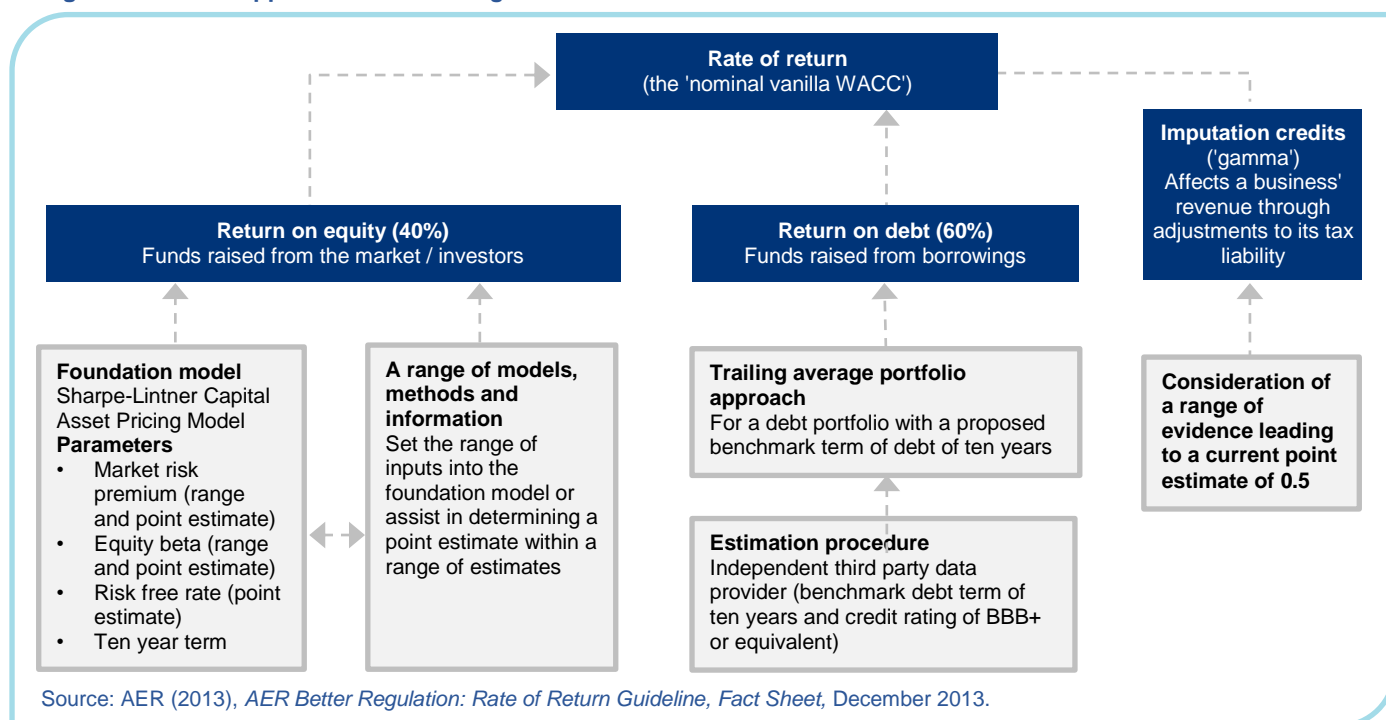 Rate of return
(the 'nominal vanilla WACC')
Imputation credits
('gamma')
Affects a business'
revenue through
adjustments to its tax
liability
Return on equity (40%)
Funds raised from the market / investors
Return on debt (60%)
Funds raised from borrowings
Foundation model
Sharpe-Lintner Capital
Asset Pricing Model
Parameters
• Market risk
premium (range
and point estimate)
• Equity beta (range
and point estimate)
• Risk free rate (point
estimate)
• Ten year term
A range of models,
methods and
information
Set the range of
inputs into the
foundation model or
assist in determining a
point estimate within a
range of estimates
Trailing average portfolio
approach
For a debt portfolio with a proposed
benchmark term of debt of ten years
Estimation procedure
Independent third party data
provider (benchmark debt term of
ten years and credit rating of BBB+
or equivalent)
Consideration of
a range of
evidence leading
to a current point
estimate of 0.5
Source: AER (2013), AER Better Regulation: Rate of Return Guideline, Fact Sheet, December 2013.